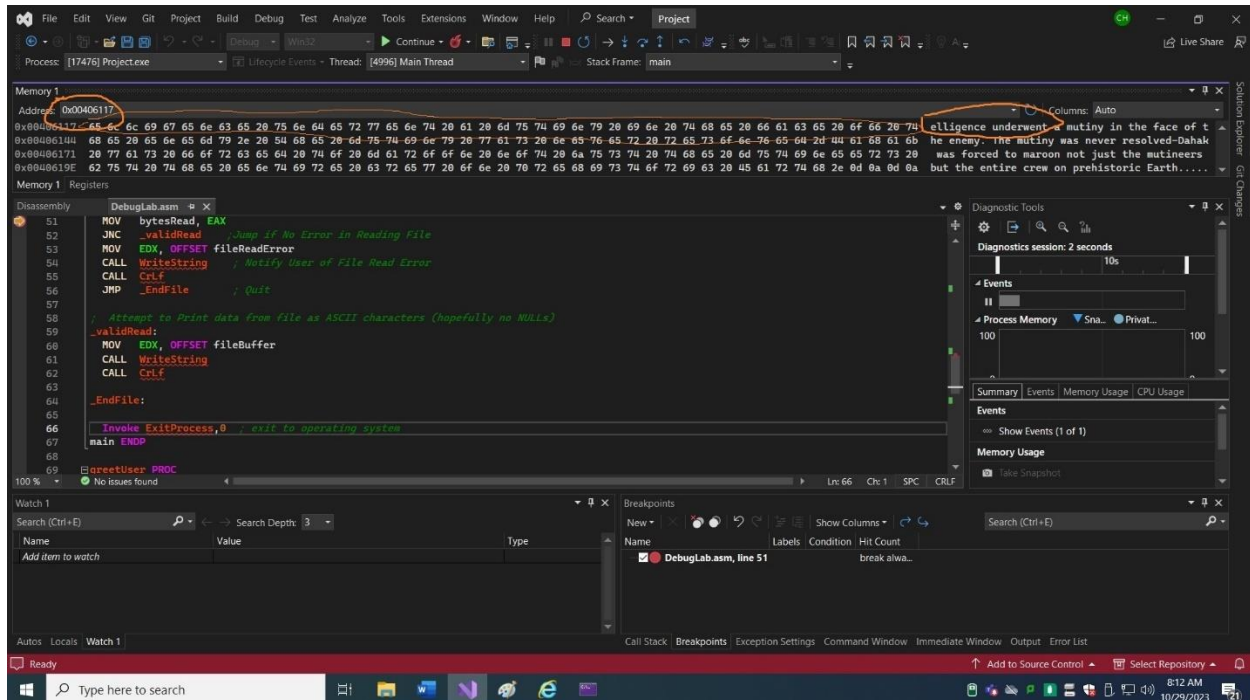 File Edit View Git Project Build Debug Test Analyze Tools Extensions Window Help Search Project CH
Debug Win32 Continue Live Share
Process: [17476] Project.exe Lifecycle Events Thread: [4996] Main Thread Stack Frame: main
Memory 1
Address: 0x00406117 Columns: Auto
0x00406117 65 6c 6c 69 67 65 6e 63 65 20 75 6e 64 65 72 77 65 6e 74 20 61 20 6d 75 74 69 6e 79 20 69 6e 20 74 68 65 20 66 61 63 65 20 6f 66 20 74 elligence underwent a mutiny in the face of t
0x00406144 68 65 20 65 6e 65 6d 79 2e 20 54 68 65 20 6d 75 74 69 6e 79 20 77 61 73 20 6e 65 76 65 72 20 72 65 73 6f 6c 76 65 64 2d 44 61 68 61 6b he enemy. The mutiny was never resolved-Dahak
0x00406171 20 77 61 73 20 66 6f 72 63 65 64 20 74 6f 20 6d 61 72 6f 6f 6e 20 6e 6f 74 20 6a 75 73 74 20 74 68 65 20 6d 75 74 69 6e 65 65 72 73 20 was forced to maroon not just the mutineers
0x0040619E 62 75 74 20 74 68 65 20 65 6e 74 69 72 65 20 63 72 65 77 20 6f 6e 20 70 72 65 68 69 73 74 6f 72 69 63 20 45 61 72 74 68 2e 0d 0a 0d 0a but the entire crew on prehistoric Earth.....
Memory 1 Registers
Solution Explorer
Git Changes
Disassembly DebugLab.asm
51 MOV bytesRead, EAX
52 JNC _validRead ;Jump if No Error in Reading File
53 MOV EDX, OFFSET fileReadError
54 CALL WriteString ; Notify User of File Read Error
55 CALL CrLf
56 JMP _EndFile ; Quit
57
58 ; Attempt to Print data from file as ASCII characters (hopefully no NULLs)
59 _validRead:
60 MOV EDX, OFFSET fileBuffer
61 CALL WriteString
62 CALL CrLf
63
64 _EndFile:
65
66 Invoke ExitProcess,0 ; exit to operating system
67 main ENDP
68
69 greetUser PROC
100 % No issues found Ln: 66 Ch: 1 SPC CRLF
Diagnostic Tools
Diagnostics session: 2 seconds
10s
Events
Process Memory Sna... Privat...
100 100
0 0
Summary Events Memory Usage CPU Usage
Events
Show Events (1 of 1)
Memory Usage
Take Snapshot
Watch 1
Search (Ctrl+E) Search Depth: 3
Name Value Type
Add item to watch
Autos Locals Watch 1
Breakpoints
New Show Columns Search (Ctrl+E)
Name Labels Condition Hit Count
DebugLab.asm, line 51 break alwa...
Call Stack Breakpoints Exception Settings Command Window Immediate Window Output Error List
Ready Add to Source Control Select Repository
Type here to search 8:12 AM
10/29/2023 21